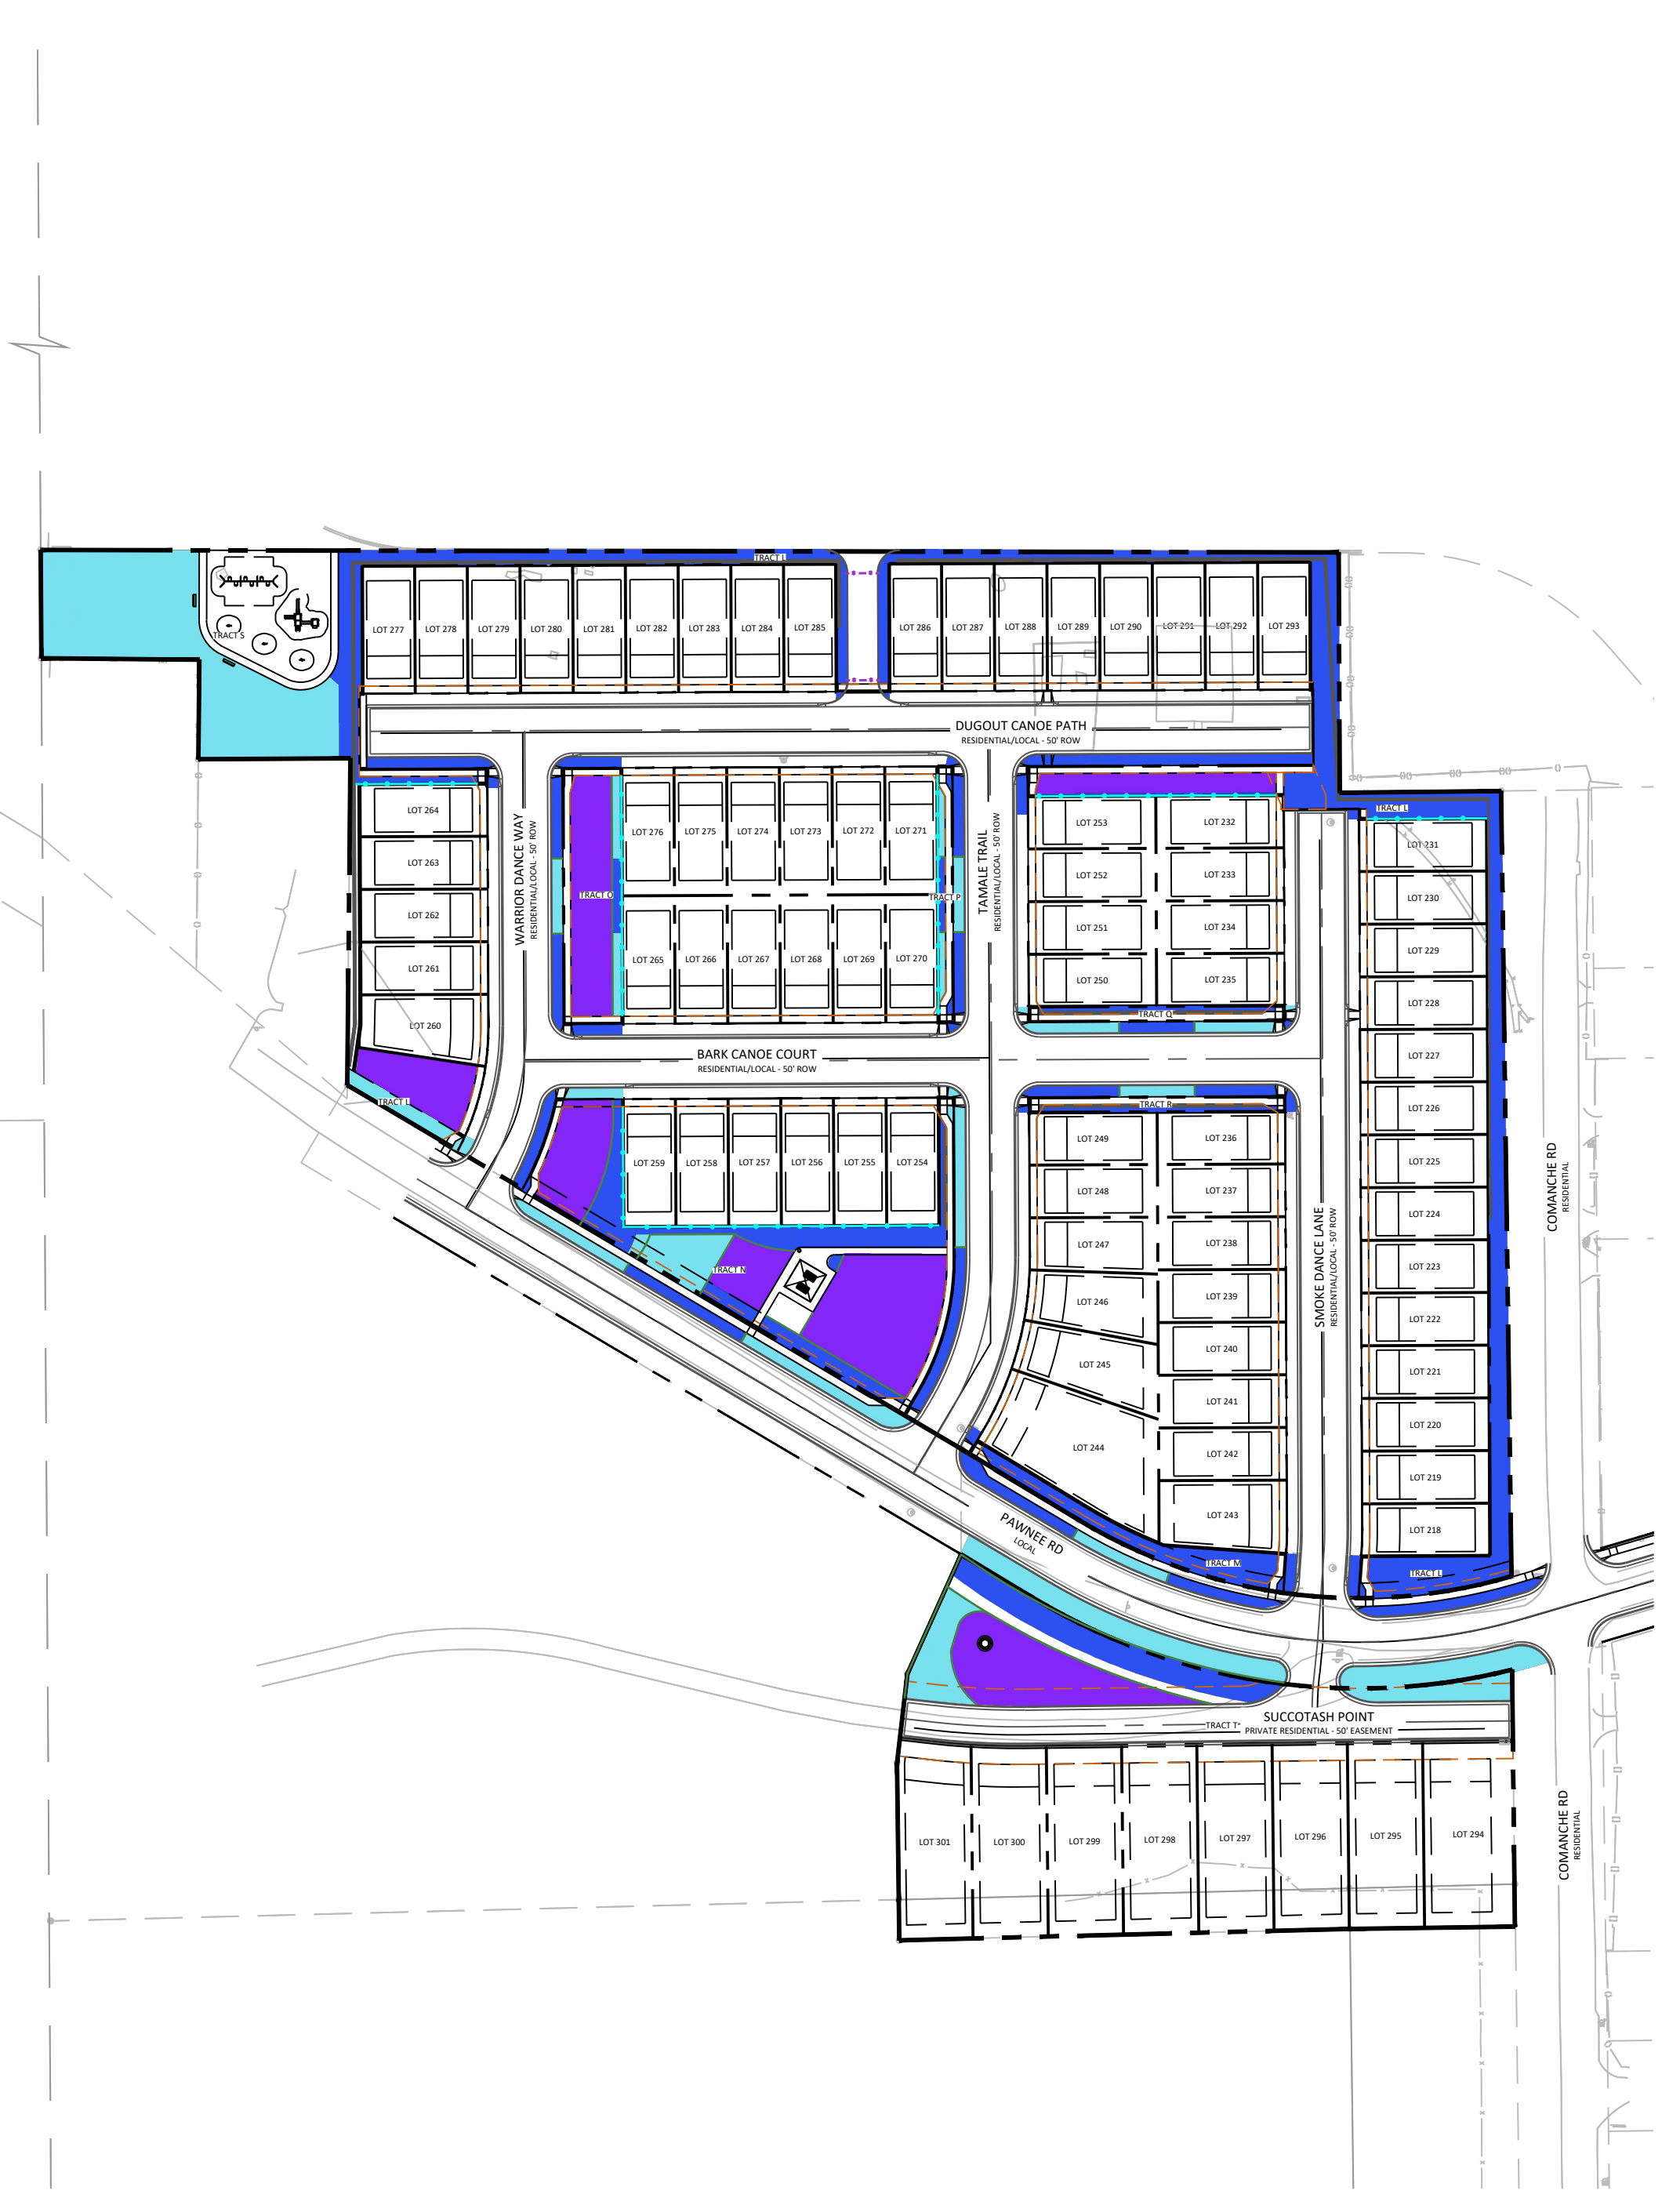 TRACT L
LOT 277
LOT 278
LOT 279
LOT 280
LOT 281
LOT 282
LOT 283
LOT 284
LOT 285
LOT 286
LOT 287
LOT 288
LOT 289
LOT 290
LOT 291
LOT 292
LOT 293
TRACT S
DUGOUT CANOE PATH
RESIDENTIAL/LOCAL - 50' ROW
LOT 264
LOT 263
LOT 262
LOT 261
LOT 260
TRACT L
WARRIOR DANCE WAY
RESIDENTIAL/LOCAL - 50' ROW
TRACT O
LOT 276
LOT 275
LOT 274
LOT 273
LOT 272
LOT 271
LOT 265
LOT 266
LOT 267
LOT 268
LOT 269
LOT 270
TRACT P
TAMALE TRAIL
RESIDENTIAL/LOCAL - 50' ROW
LOT 253
LOT 232
LOT 252
LOT 233
LOT 251
LOT 234
LOT 250
LOT 235
TRACT Q
TRACT L
LOT 231
LOT 230
LOT 229
LOT 228
LOT 227
LOT 226
LOT 225
LOT 224
LOT 223
LOT 222
LOT 221
LOT 220
LOT 219
LOT 218
TRACT L
BARK CANOE COURT
RESIDENTIAL/LOCAL - 50' ROW
LOT 259
LOT 258
LOT 257
LOT 256
LOT 255
LOT 254
TRACT N
TRACT R
LOT 249
LOT 236
LOT 248
LOT 237
LOT 247
LOT 238
LOT 246
LOT 239
LOT 245
LOT 240
LOT 241
LOT 244
LOT 242
LOT 243
TRACT M
SMOKE DANCE LANE
RESIDENTIAL/LOCAL - 50' ROW
COMANCHE RD
RESIDENTIAL
PAWNEE RD
LOCAL
SUCCOTASH POINT
TRACT T
PRIVATE RESIDENTIAL - 50' EASEMENT
LOT 301
LOT 300
LOT 299
LOT 298
LOT 297
LOT 296
LOT 295
LOT 294
COMANCHE RD
RESIDENTIAL